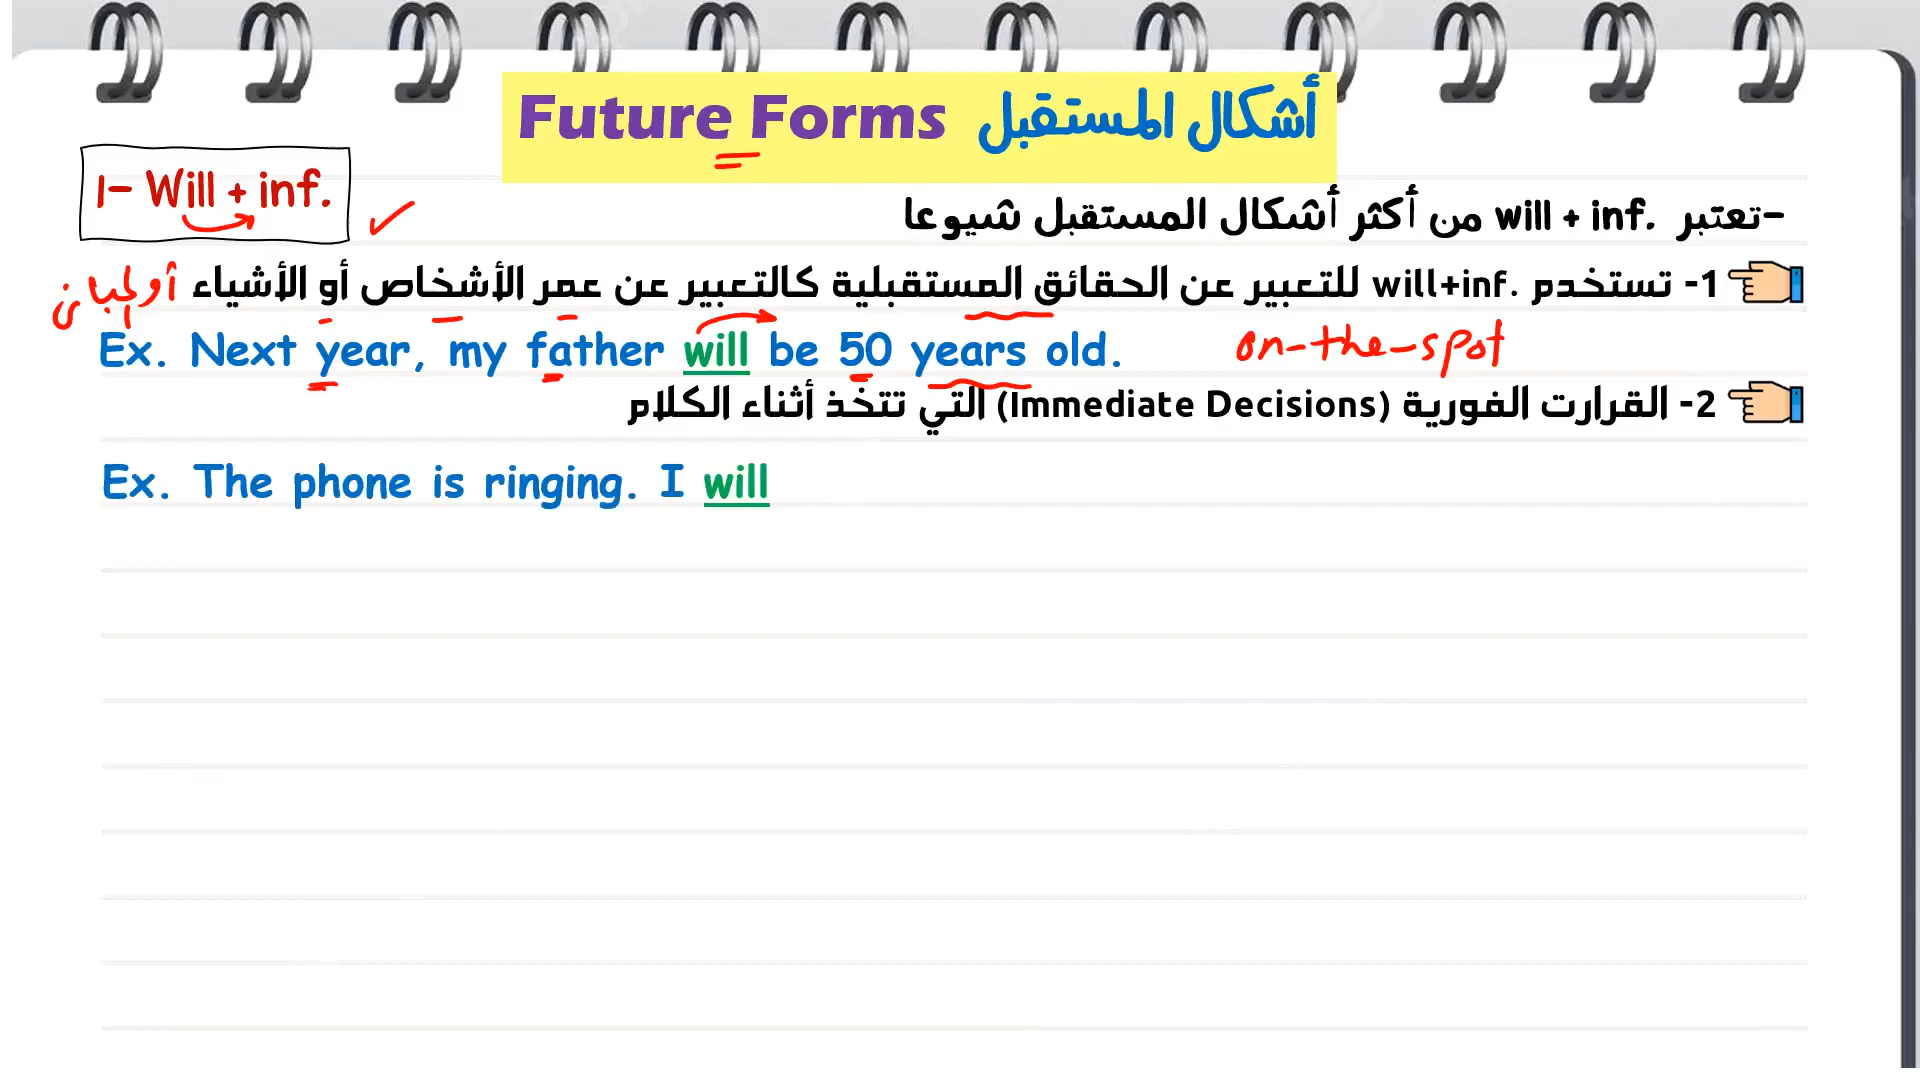 Future Forms أشكال المستقبل
1- Will + inf.
-تعتبر will + inf. من أكثر أشكال المستقبل شيوعا
1- تستخدم will+inf. للتعبير عن الحقائق المستقبلية كالتعبير عن عمر الأشخاص أو الأشياء أو المباني
Ex. Next year, my father will be 50 years old.
on-the-spot
2- القرارت الفورية (Immediate Decisions) التي تتخذ أثناء الكلام
Ex. The phone is ringing. I will